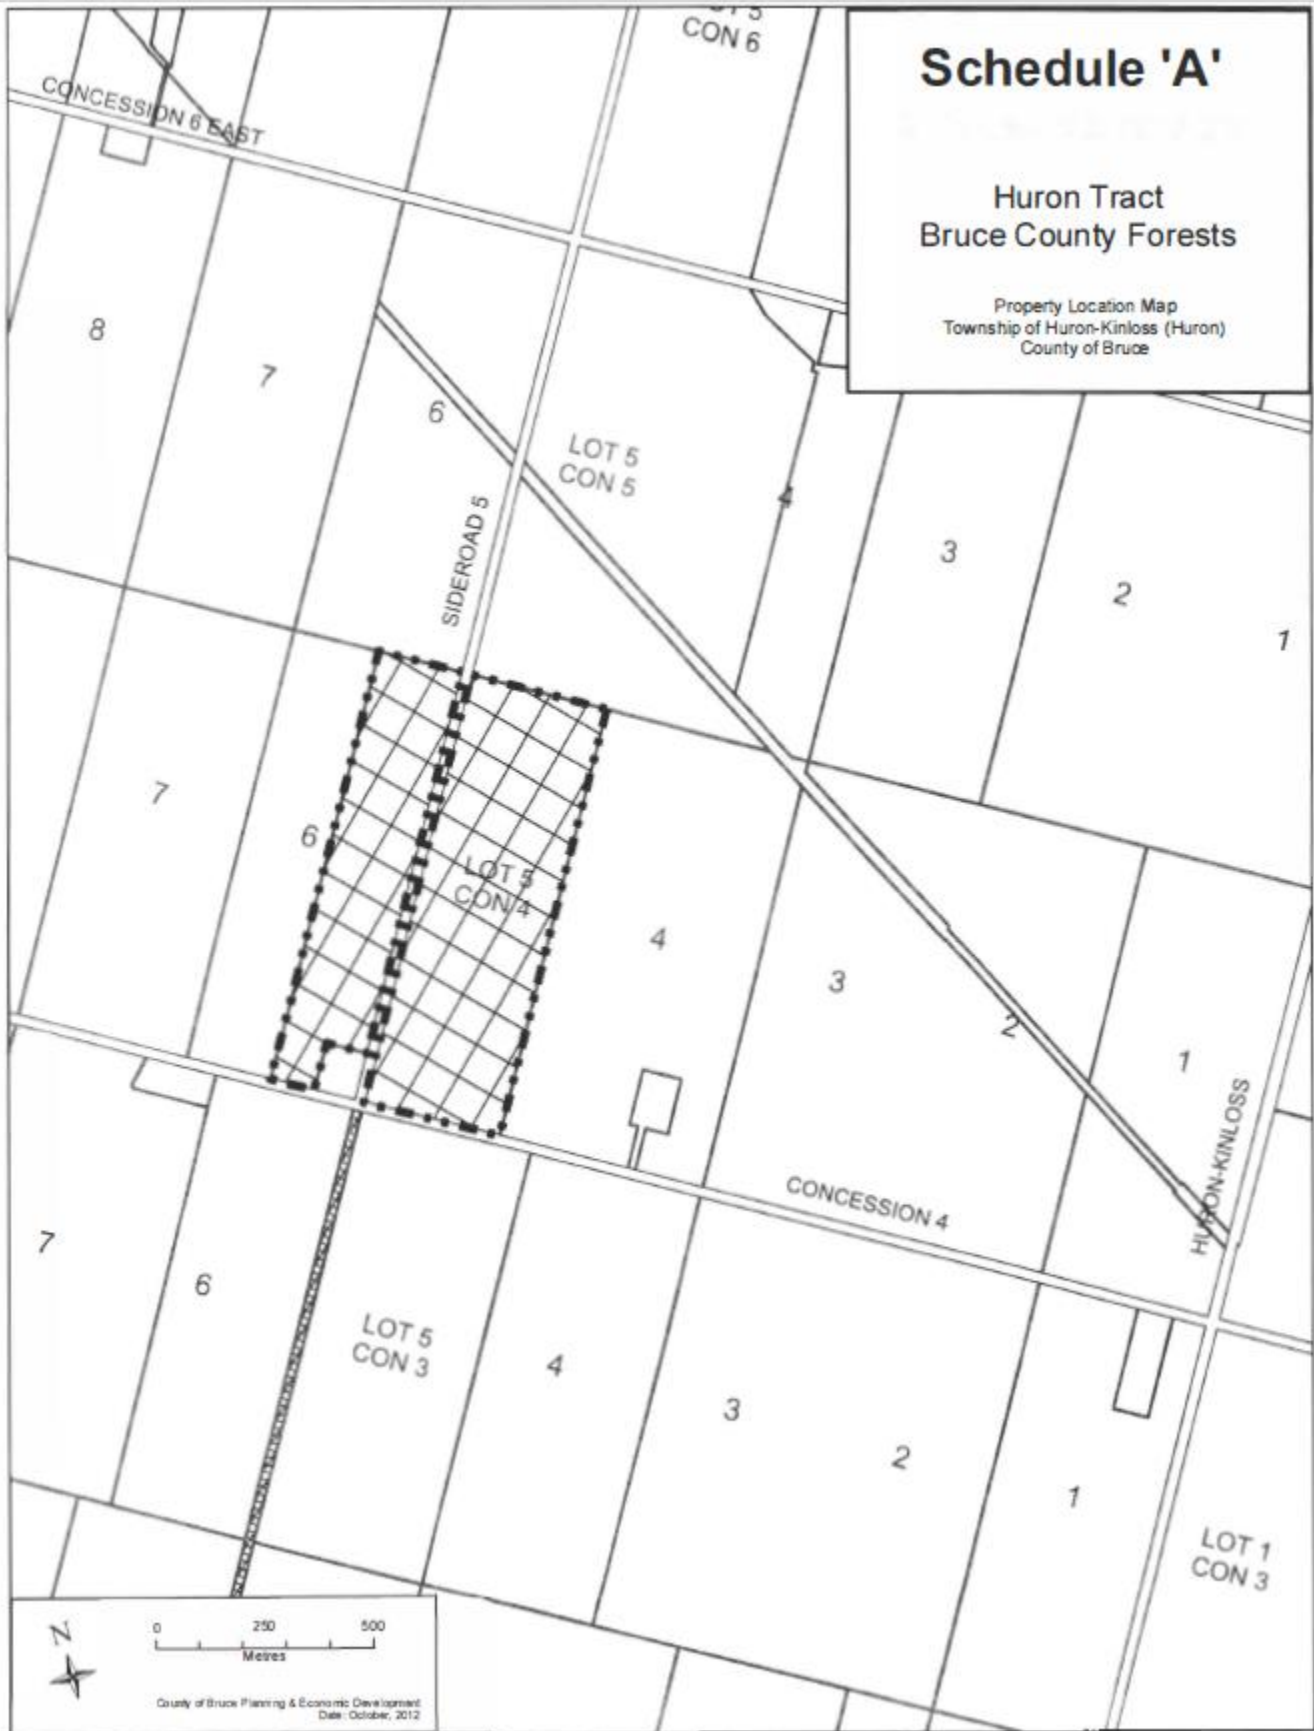 CON 6
Schedule 'A'
Huron Tract
Bruce County Forests
Property Location Map
Township of Huron-Kinloss (Huron)
County of Bruce
CONCESSION 6 EAST
8
7
6
LOT 5
CON 5
4
3
2
1
SIDEROAD 5
7
6
LOT 5
CON 4
4
3
2
1
HURON-KINLOSS
CONCESSION 4
7
6
LOT 5
CON 3
4
3
2
1
LOT 1
CON 3
N
0 250 500
Metres
County of Bruce Planning & Economic Development
Date: October, 2012